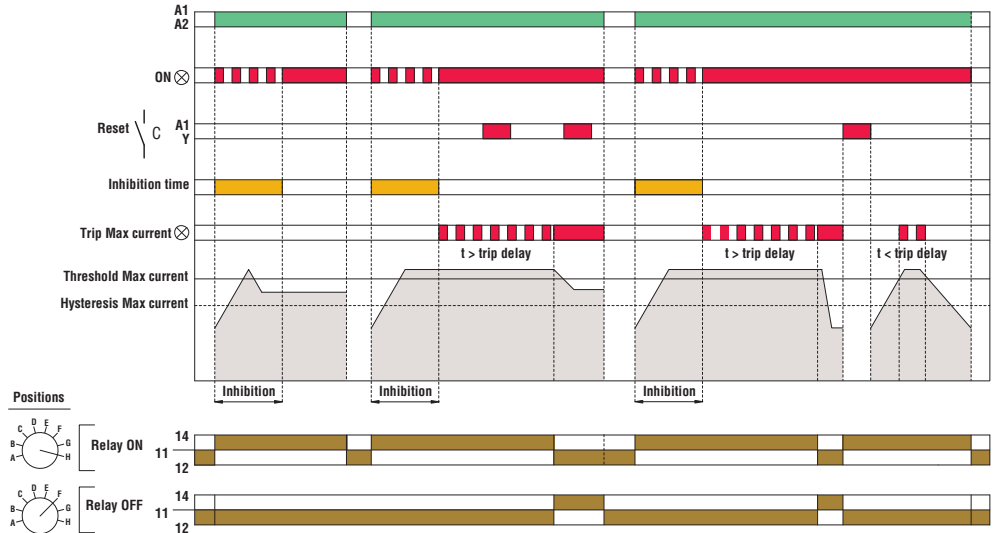 A1
A2
ON
Reset C A1
Y
Inhibition time
Trip Max current
t > trip delay t > trip delay t < trip delay
Threshold Max current
Hysteresis Max current
Inhibition Inhibition Inhibition
Positions
A B C D E F G H
Relay ON 14
11
12
A B C D E F G H
Relay OFF 14
11
12